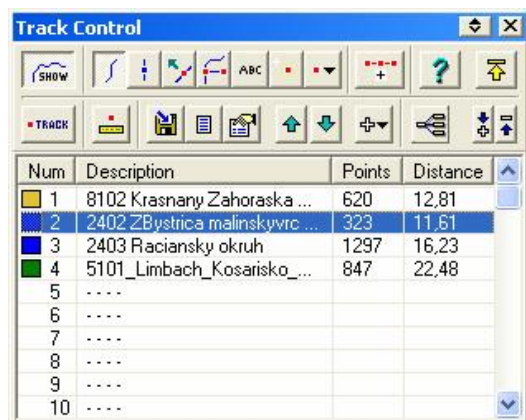 Track Control
SHOW ABC + ?
TRACK
Num Description Points Distance
1 8102 Krasnany Zahoraska ... 620 12,81
2 2402 ZBystrica malinskyvrc ... 323 11,61
3 2403 Raciansky okruh 1297 16,23
4 5101_Limbach_Kosarisko_... 847 22,48
5 ----
6 ----
7 ----
8 ----
9 ----
10 ----